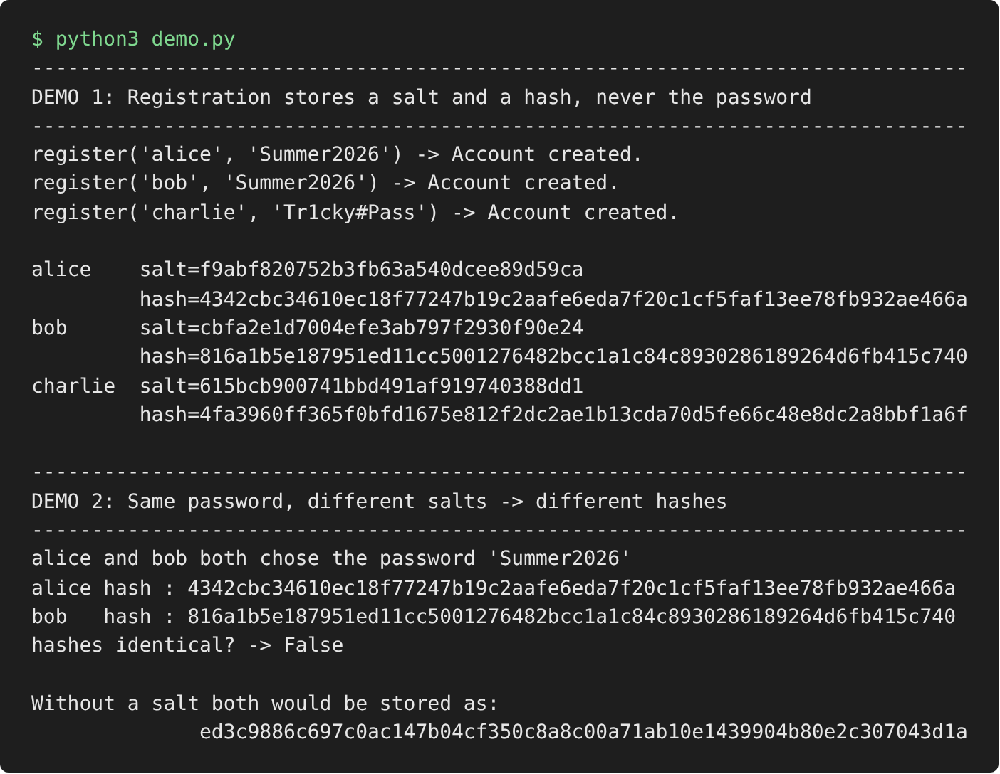 $ python3 demo.py
------------------------------------------------------------------------------
DEMO 1: Registration stores a salt and a hash, never the password
------------------------------------------------------------------------------
register('alice', 'Summer2026') -> Account created.
register('bob', 'Summer2026') -> Account created.
register('charlie', 'Tr1cky#Pass') -> Account created.

alice    salt=f9abf820752b3fb63a540dcee89d59ca
         hash=4342cbc34610ec18f77247b19c2aafe6eda7f20c1cf5faf13ee78fb932ae466a
bob      salt=cbfa2e1d7004efe3ab797f2930f90e24
         hash=816a1b5e187951ed11cc5001276482bcc1a1c84c8930286189264d6fb415c740
charlie  salt=615bcb900741bbd491af919740388dd1
         hash=4fa3960ff365f0bfd1675e812f2dc2ae1b13cda70d5fe66c48e8dc2a8bbf1a6f

------------------------------------------------------------------------------
DEMO 2: Same password, different salts -> different hashes
------------------------------------------------------------------------------
alice and bob both chose the password 'Summer2026'
alice hash : 4342cbc34610ec18f77247b19c2aafe6eda7f20c1cf5faf13ee78fb932ae466a
bob   hash : 816a1b5e187951ed11cc5001276482bcc1a1c84c8930286189264d6fb415c740
hashes identical? -> False

Without a salt both would be stored as:
              ed3c9886c697c0ac147b04cf350c8a8c00a71ab10e1439904b80e2c307043d1a